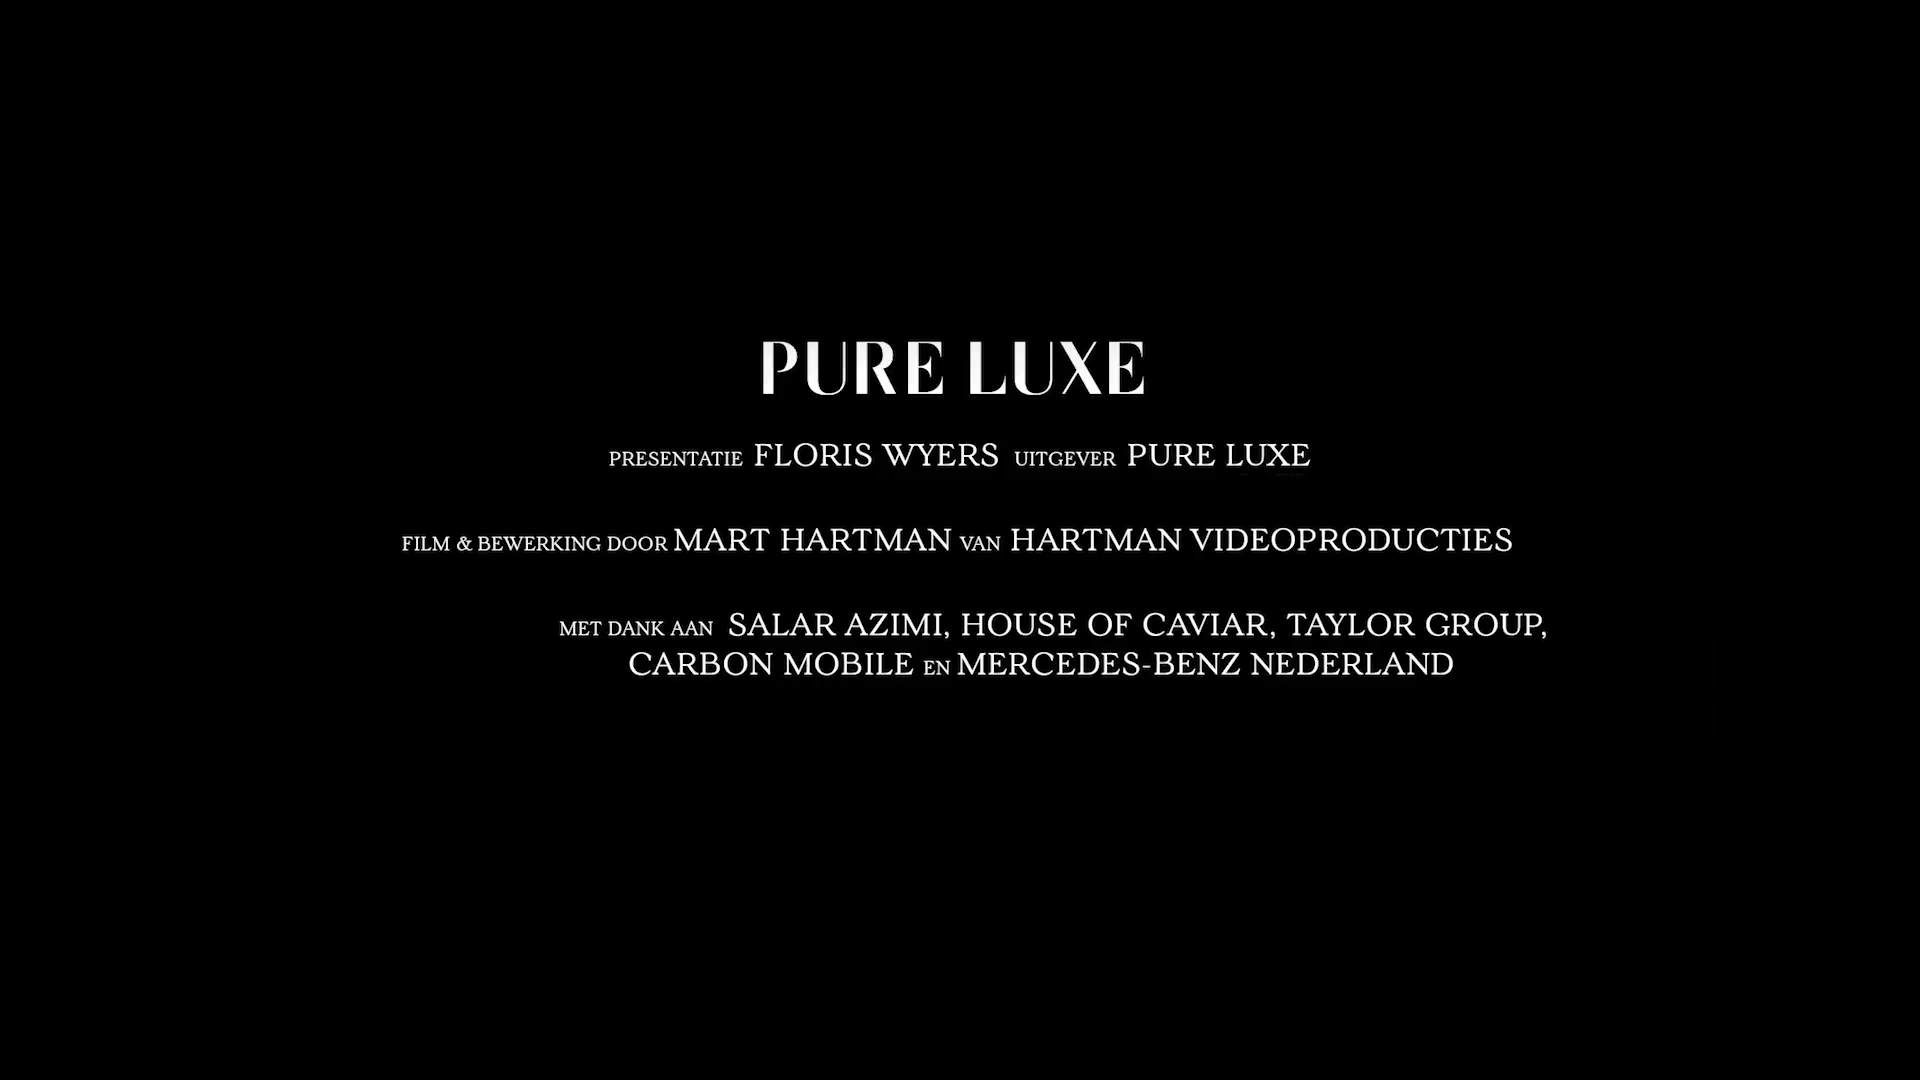 PURE LUXE
PRESENTATIE FLORIS WYERS UITGEVER PURE LUXE
FILM & BEWERKING DOOR MART HARTMAN VAN HARTMAN VIDEOPRODUCTIES
MET DANK AAN SALAR AZIMI, HOUSE OF CAVIAR, TAYLOR GROUP,
CARBON MOBILE EN MERCEDES-BENZ NEDERLAND